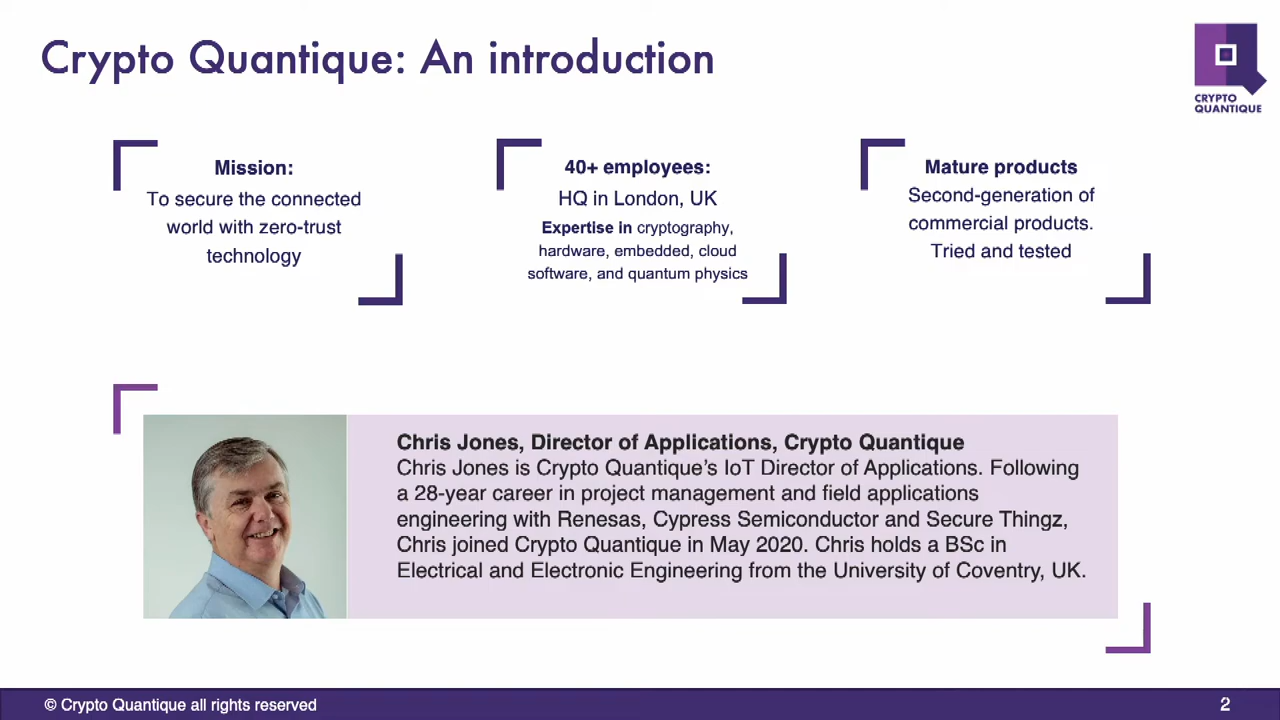 Crypto Quantique: An introduction
CRYPTO
QUANTIQUE
Mission:
To secure the connected
world with zero-trust
technology
40+ employees:
HQ in London, UK
Expertise in cryptography,
hardware, embedded, cloud
software, and quantum physics
Mature products
Second-generation of
commercial products.
Tried and tested
Chris Jones, Director of Applications, Crypto Quantique
Chris Jones is Crypto Quantique’s IoT Director of Applications. Following
a 28-year career in project management and field applications
engineering with Renesas, Cypress Semiconductor and Secure Thingz,
Chris joined Crypto Quantique in May 2020. Chris holds a BSc in
Electrical and Electronic Engineering from the University of Coventry, UK.
© Crypto Quantique all rights reserved
2